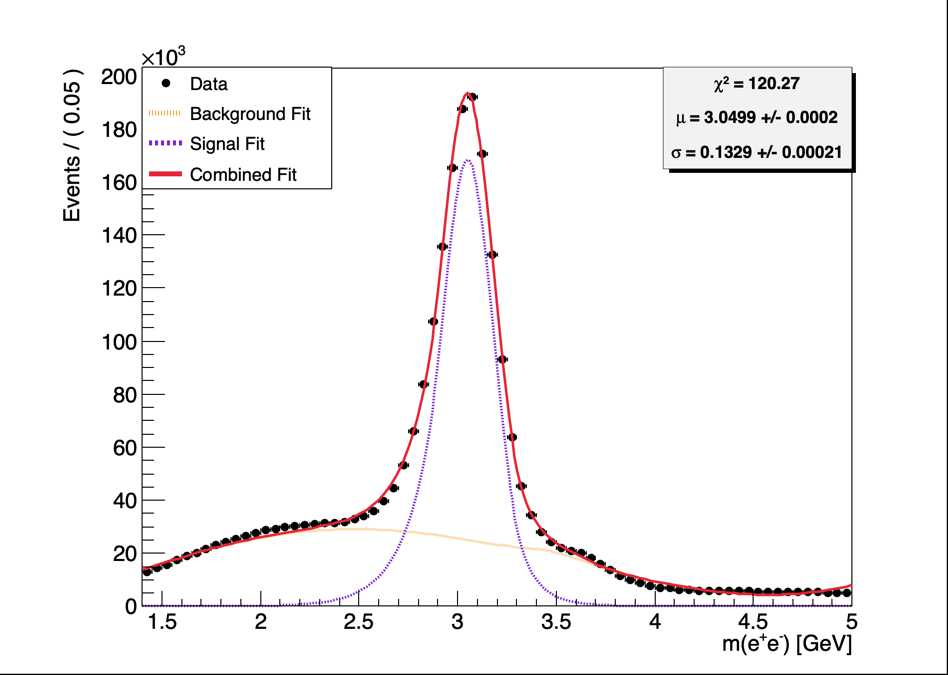 ×10³
200
180
160
140
120
100
80
60
40
20
0
Events / ( 0.05 )
Data
Background Fit
Signal Fit
Combined Fit
χ² = 120.27
μ = 3.0499 +/- 0.0002
σ = 0.1329 +/- 0.00021
1.5 2 2.5 3 3.5 4 4.5 5
m(e⁺e⁻) [GeV]